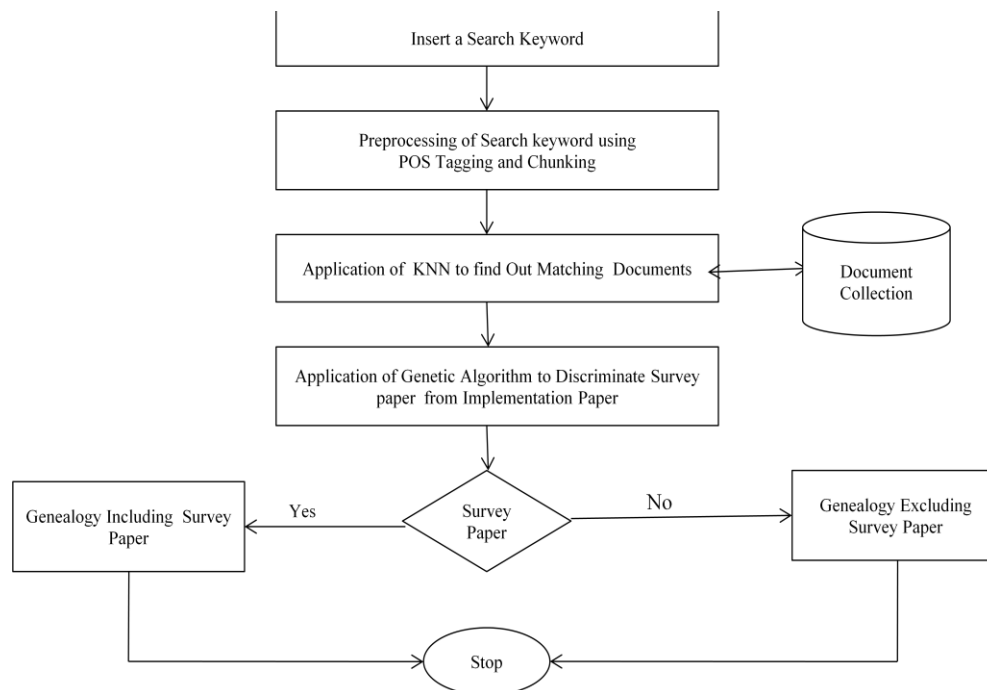 Insert a Search Keyword
Preprocessing of Search keyword using
POS Tagging and Chunking
Application of KNN to find Out Matching Documents
Document
Collection
Application of Genetic Algorithm to Discriminate Survey
paper from Implementation Paper
Genealogy Including Survey
Paper
Yes
Survey
Paper
No
Genealogy Excluding
Survey Paper
Stop